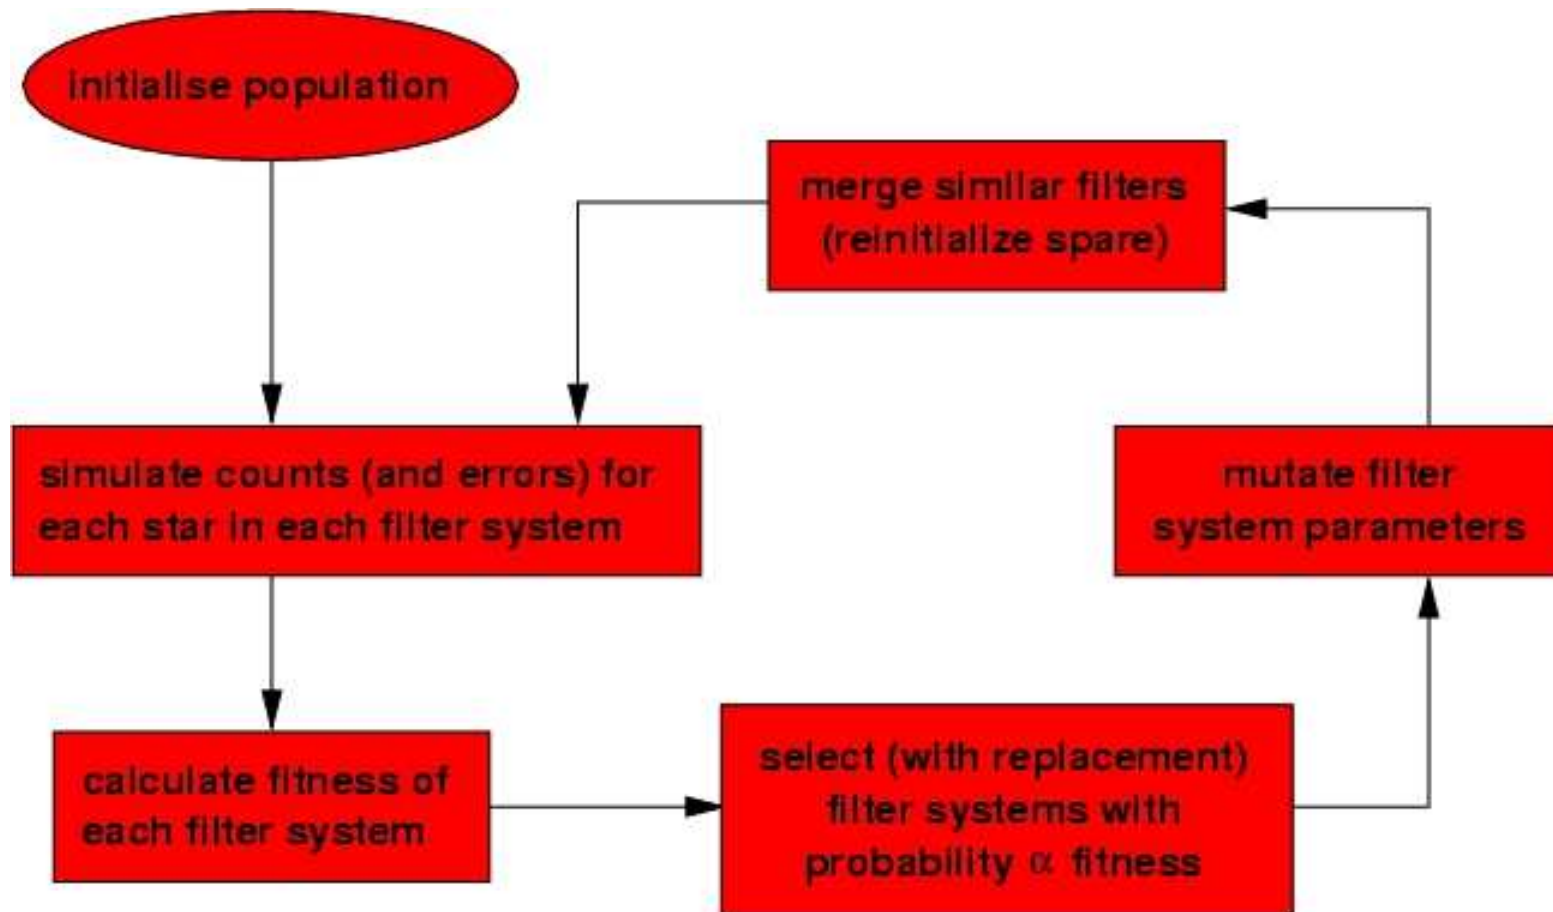 initialise population
merge similar filters
(reinitialize spare)
simulate counts (and errors) for
each star in each filter system
mutate filter
system parameters
calculate fitness of
each filter system
select (with replacement)
filter systems with
probability α fitness